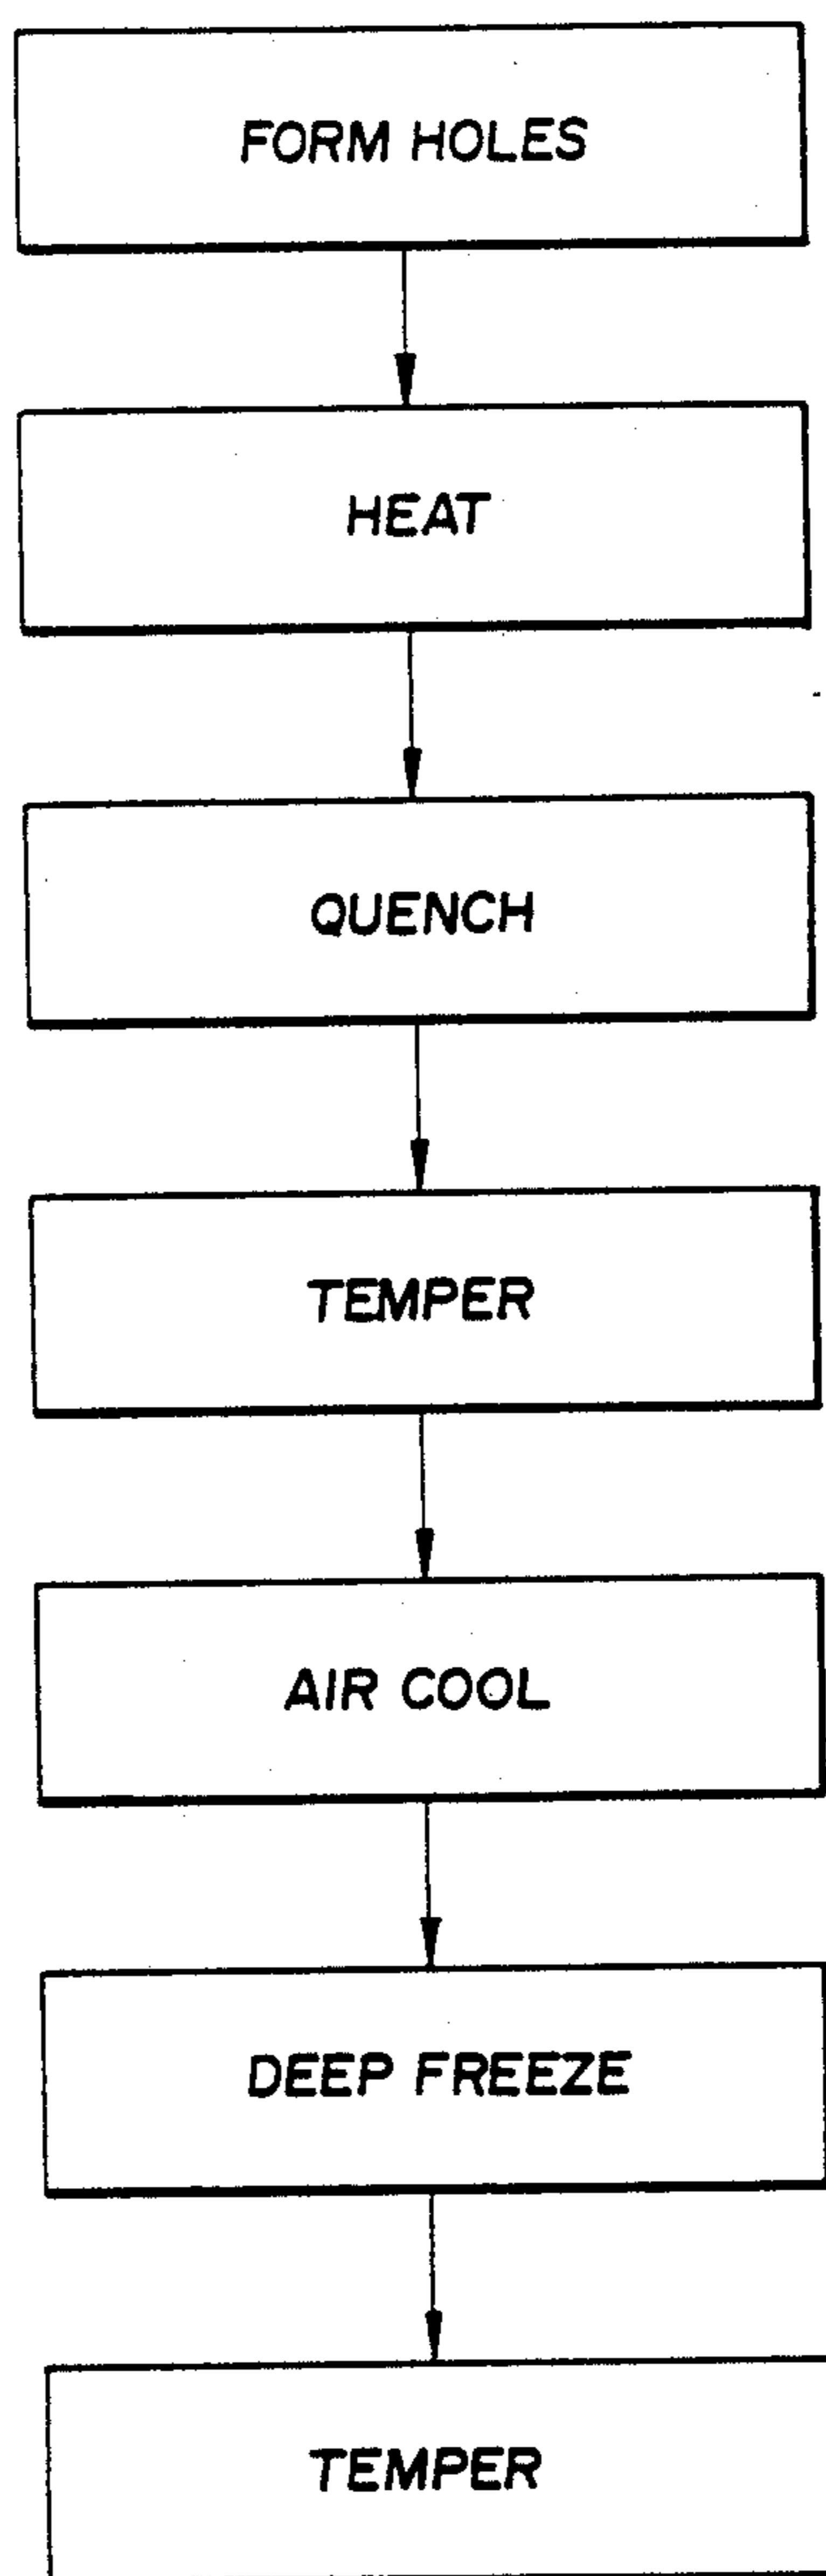 FORM HOLES
HEAT
QUENCH
TEMPER
AIR COOL
DEEP FREEZE
TEMPER